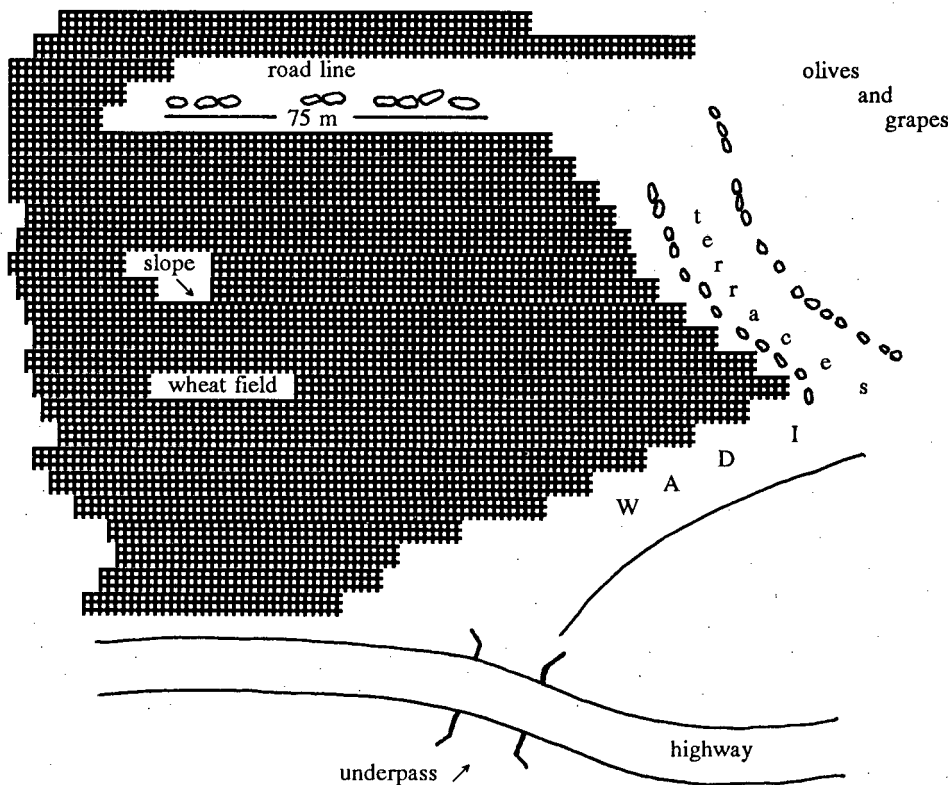 road line
75 m
olives
and
grapes
terraces
slope
wheat field
WADI
highway
underpass